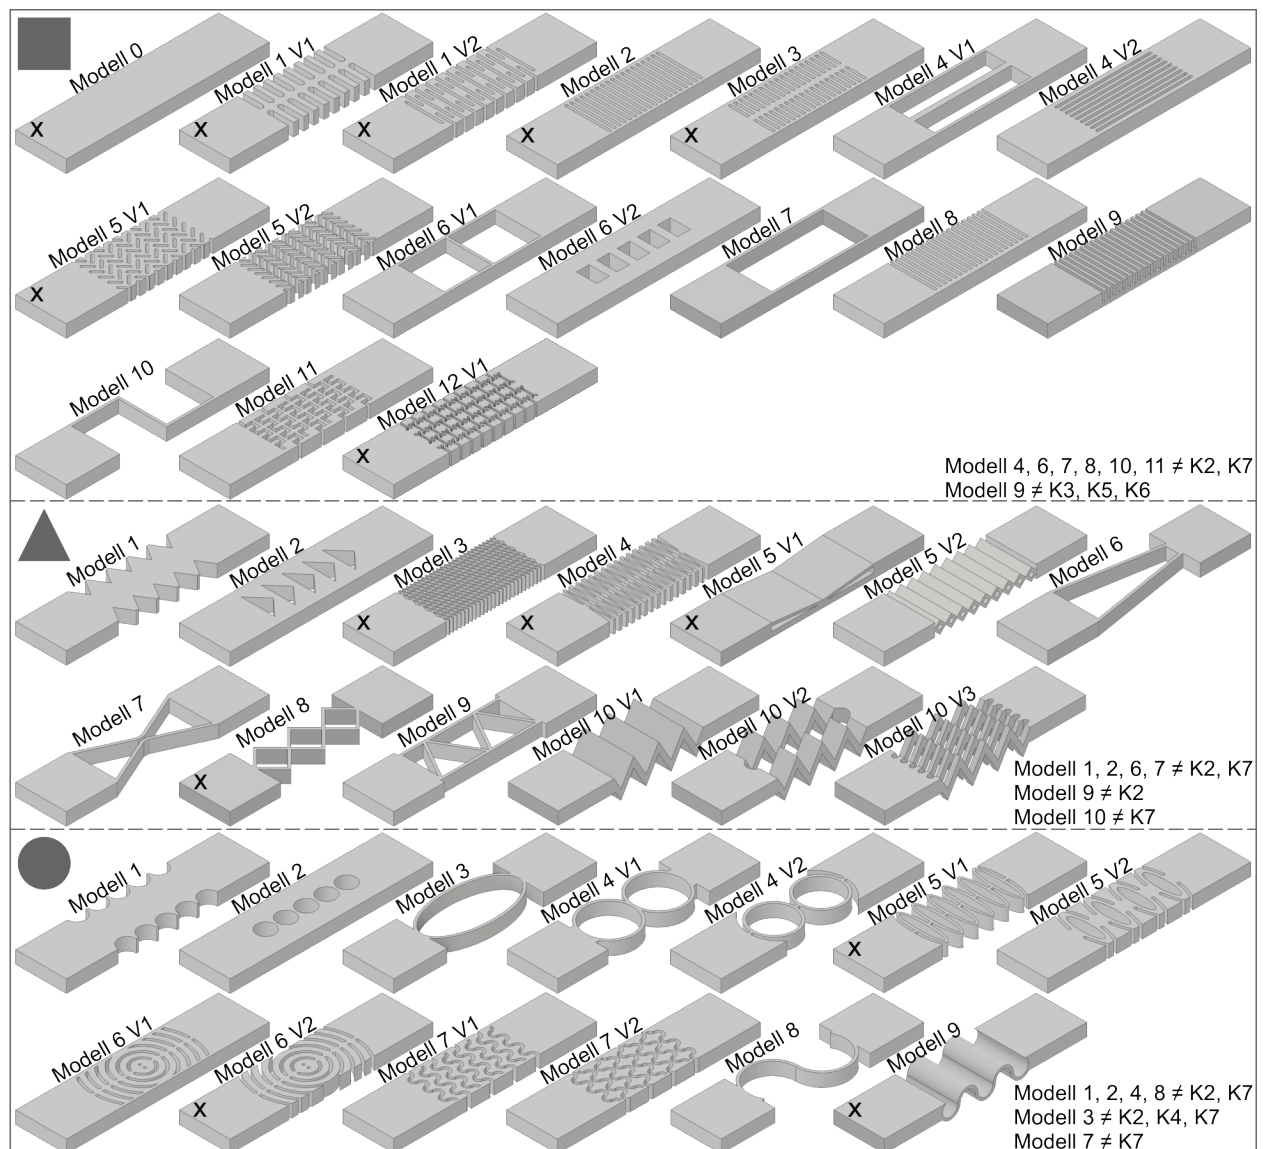 Modell 0
Modell 1 V1
Modell 1 V2
Modell 2
Modell 3
Modell 4 V1
Modell 4 V2
x
x
x
x
x
Modell 5 V1
Modell 5 V2
Modell 6 V1
Modell 6 V2
Modell 7
Modell 8
Modell 9
x
Modell 10
Modell 11
Modell 12 V1
x
Modell 4, 6, 7, 8, 10, 11 ≠ K2, K7
Modell 9 ≠ K3, K5, K6
Modell 1
Modell 2
Modell 3
Modell 4
Modell 5 V1
Modell 5 V2
Modell 6
x
x
x
Modell 7
Modell 8
Modell 9
Modell 10 V1
Modell 10 V2
Modell 10 V3
x
Modell 1, 2, 6, 7 ≠ K2, K7
Modell 9 ≠ K2
Modell 10 ≠ K7
Modell 1
Modell 2
Modell 3
Modell 4 V1
Modell 4 V2
Modell 5 V1
Modell 5 V2
x
Modell 6 V1
Modell 6 V2
Modell 7 V1
Modell 7 V2
Modell 8
Modell 9
x
x
Modell 1, 2, 4, 8 ≠ K2, K7
Modell 3 ≠ K2, K4, K7
Modell 7 ≠ K7